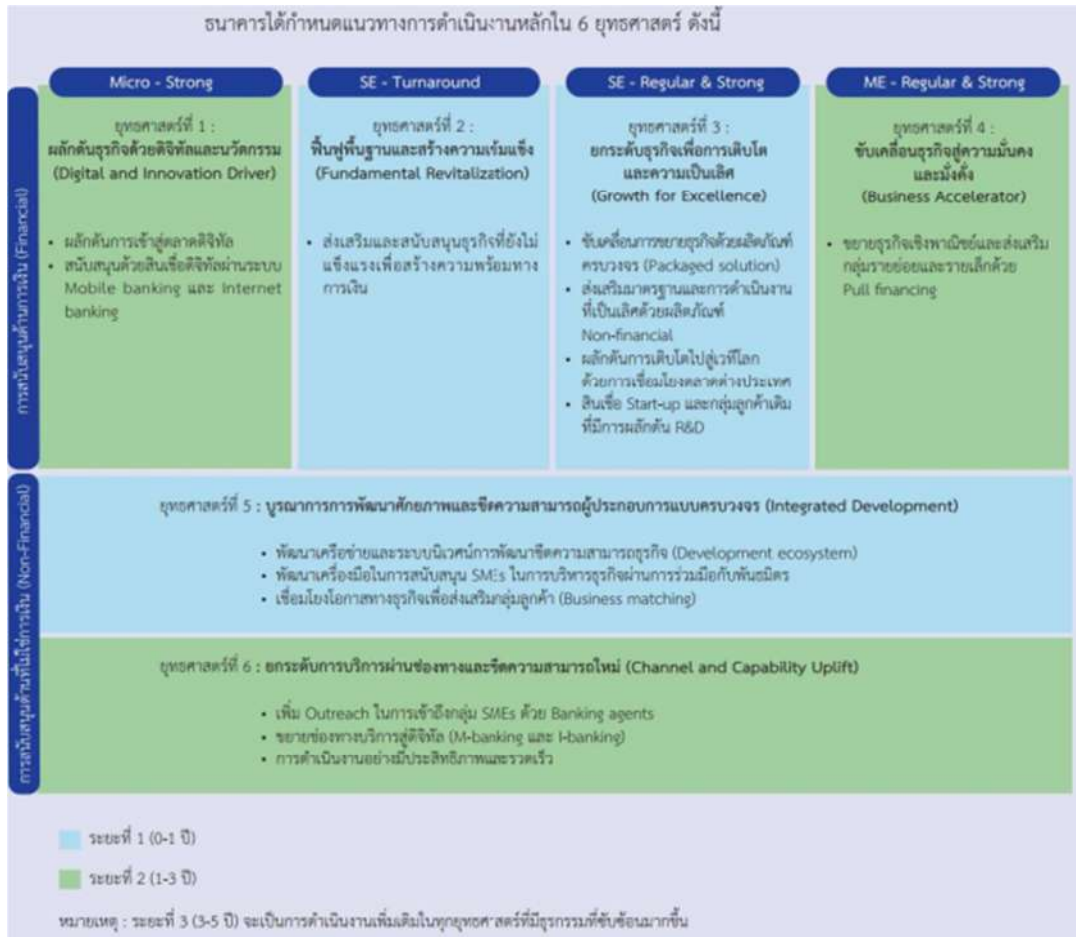 ธนาคารได้กำหนดแนวทางการดำเนินงานหลักใน 6 ยุทธศาสตร์ ดังนี้
Micro - Strong
ยุทธศาสตร์ที่ 1 :
ผลักดันธุรกิจด้วยดิจิทัลและนวัตกรรม
(Digital and Innovation Driver)
• ผลักดันการเข้าสู่ตลาดดิจิทัล
• สนับสนุนด้วยสินเชื่อดิจิทัลผ่านระบบ
Mobile banking และ Internet
banking
SE - Turnaround
ยุทธศาสตร์ที่ 2 :
ฟื้นฟูพื้นฐานและสร้างความเข้มแข็ง
(Fundamental Revitalization)
• ส่งเสริมและสนับสนุนธุรกิจที่ยังไม่
แข็งแรงเพื่อสร้างความพร้อมทาง
การเงิน
SE - Regular & Strong
ยุทธศาสตร์ที่ 3 :
ยกระดับธุรกิจเพื่อการเติบโต
และความเป็นเลิศ
(Growth for Excellence)
• ขับเคลื่อนการขยายธุรกิจด้วยผลิตภัณฑ์
ครบวงจร (Packaged solution)
• ส่งเสริมมาตรฐานและการดำเนินงาน
ที่เป็นเลิศด้วยผลิตภัณฑ์
Non-financial
• ผลักดันการเติบโตไปสู่เวทีโลก
ด้วยการเชื่อมโยงตลาดต่างประเทศ
• สินเชื่อ Start-up และกลุ่มลูกค้าเดิม
ที่มีการผลักดัน R&D
ME - Regular & Strong
ยุทธศาสตร์ที่ 4 :
ขับเคลื่อนธุรกิจสู่ความมั่นคง
และมั่งคั่ง
(Business Accelerator)
• ขยายธุรกิจเชิงพาณิชย์และส่งเสริม
กลุ่มรายย่อยและรายเล็กด้วย
Pull financing
การสนับสนุนด้านการเงิน (Financial)
การสนับสนุนด้านที่ไม่ใช่การเงิน (Non-Financial)
ยุทธศาสตร์ที่ 5 : บูรณาการการพัฒนาศักยภาพและขีดความสามารถผู้ประกอบการแบบครบวงจร (Integrated Development)
• พัฒนาเครือข่ายและระบบนิเวศน์การพัฒนาขีดความสามารถธุรกิจ (Development ecosystem)
• พัฒนาเครื่องมือในการสนับสนุน SMEs ในการบริหารธุรกิจผ่านการร่วมมือกับพันธมิตร
• เชื่อมโยงโอกาสทางธุรกิจเพื่อส่งเสริมกลุ่มลูกค้า (Business matching)
ยุทธศาสตร์ที่ 6 : ยกระดับการบริการผ่านช่องทางและขีดความสามารถใหม่ (Channel and Capability Uplift)
• เพิ่ม Outreach ในการเข้าถึงกลุ่ม SMEs ด้วย Banking agents
• ขยายช่องทางบริการสู่ดิจิทัล (M-banking และ I-banking)
• การดำเนินงานอย่างมีประสิทธิภาพและรวดเร็ว
ระยะที่ 1 (0-1 ปี)
ระยะที่ 2 (1-3 ปี)
หมายเหตุ : ระยะที่ 3 (3-5 ปี) จะเป็นการดำเนินงานเพิ่มเติมในทุกยุทธศาสตร์ที่มีธุรกรรมที่ซับซ้อนมากขึ้น